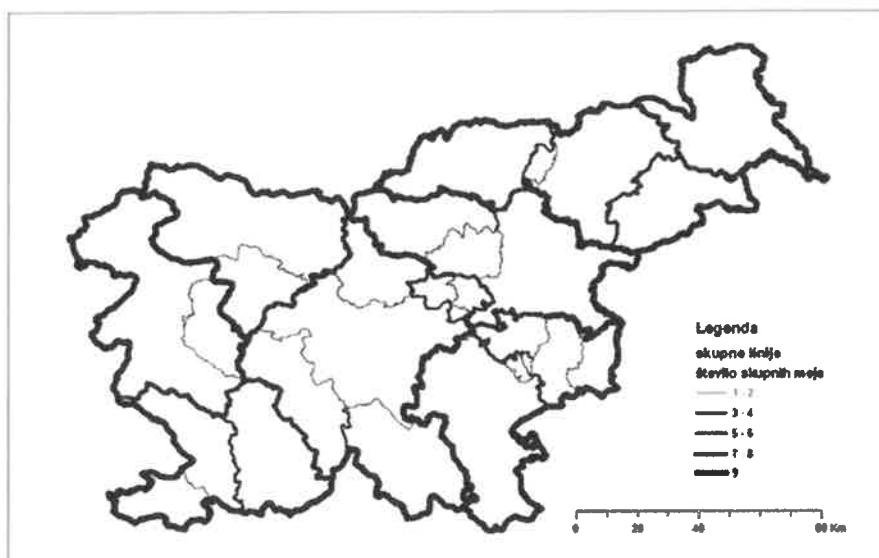 Legenda
skupne linije
število skupnih meja
1 - 2
3 - 4
5 - 6
7 - 8
9
0 20 40 80 Km